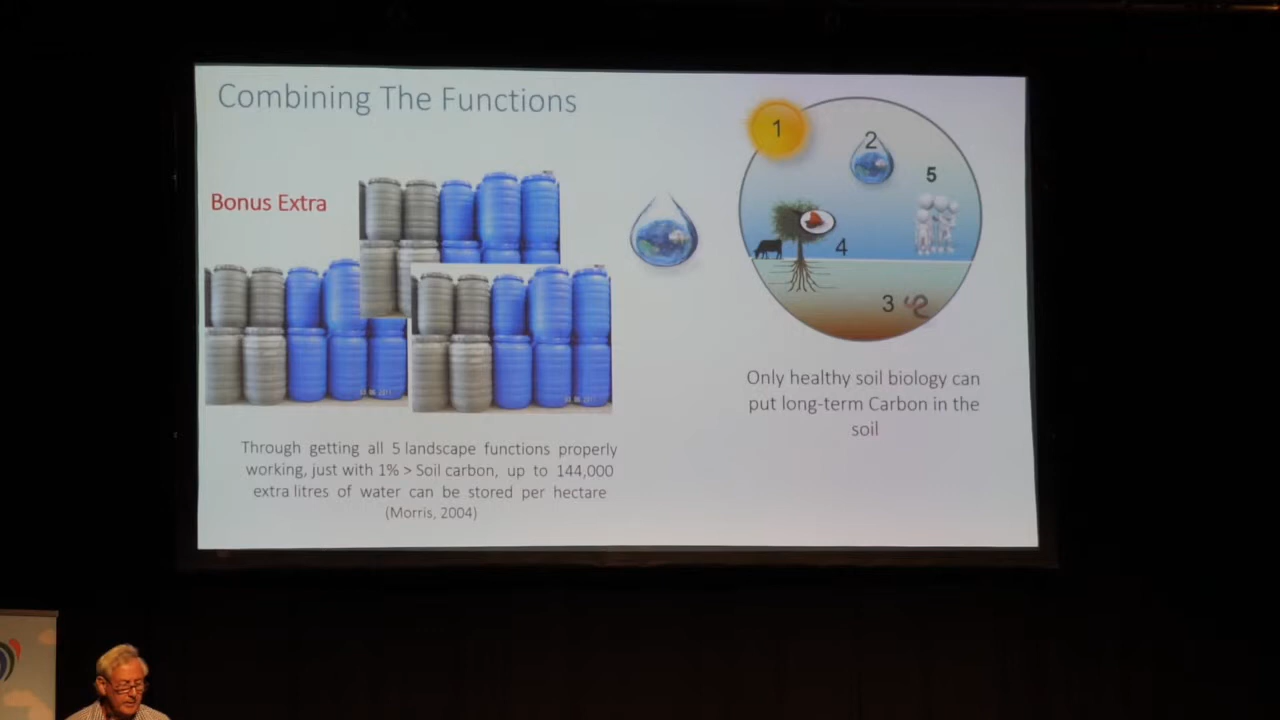 Combining The Functions
Bonus Extra
1
2
5
4
3
Only healthy soil biology can
put long-term Carbon in the
soil
Through getting all 5 landscape functions properly
working, just with 1% > Soil carbon, up to 144,000
extra litres of water can be stored per hectare
(Morris, 2004)